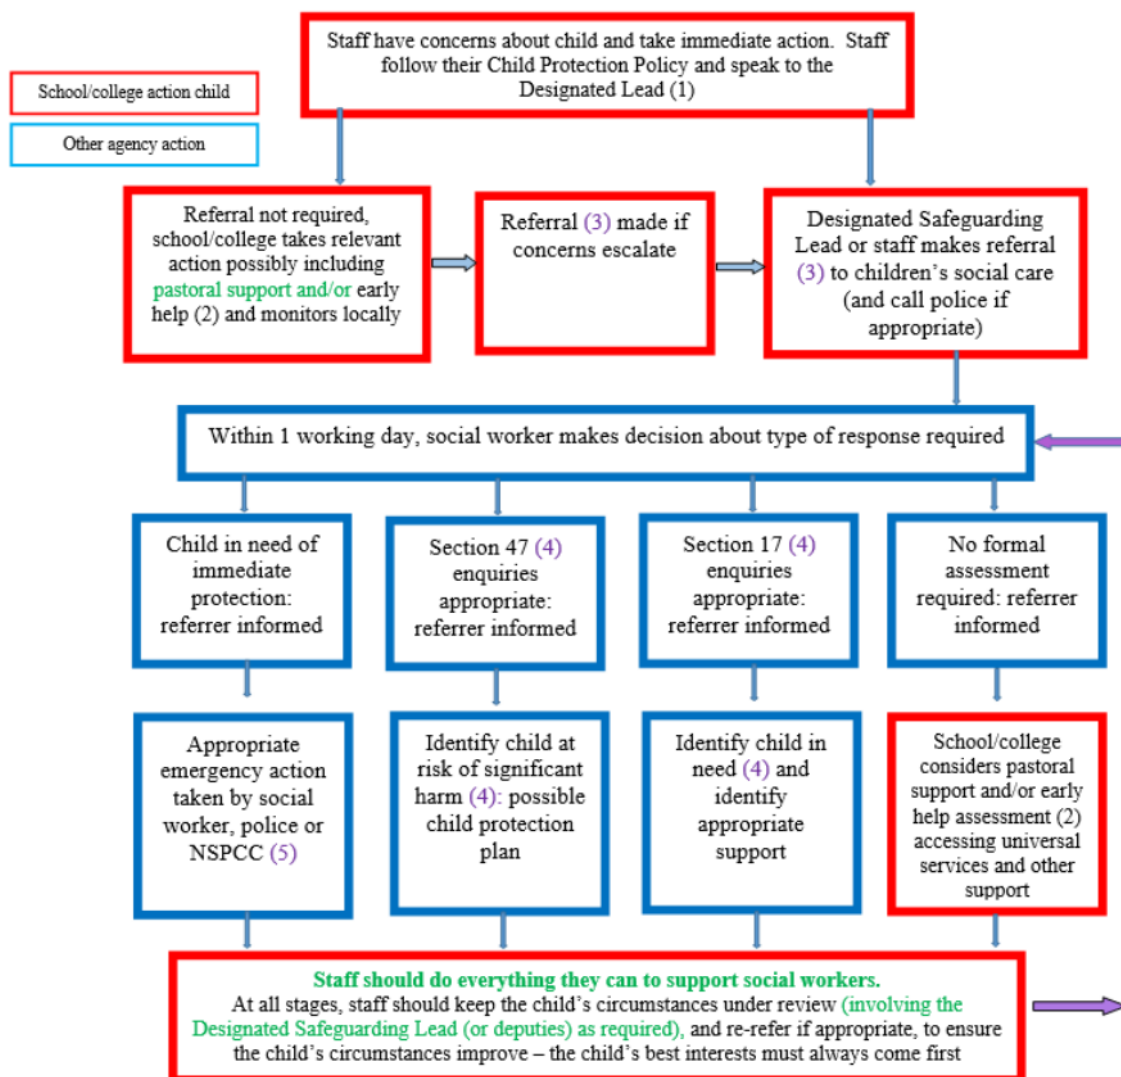 Staff have concerns about child and take immediate action.  Staff
follow their Child Protection Policy and speak to the
Designated Lead (1)
School/college action child
Other agency action
Referral not required,
school/college takes relevant
action possibly including
pastoral support and/or early
help (2) and monitors locally
Referral (3) made if
concerns escalate
Designated Safeguarding
Lead or staff makes referral
(3) to children’s social care
(and call police if
appropriate)
Within 1 working day, social worker makes decision about type of response required
Child in need of
immediate
protection:
referrer informed
Section 47 (4)
enquiries
appropriate:
referrer informed
Section 17 (4)
enquiries
appropriate:
referrer informed
No formal
assessment
required: referrer
informed
Appropriate
emergency action
taken by social
worker, police or
NSPCC (5)
Identify child at
risk of significant
harm (4): possible
child protection
plan
Identify child in
need (4) and
identify
appropriate
support
School/college
considers pastoral
support and/or early
help assessment (2)
accessing universal
services and other
support
Staff should do everything they can to support social workers.
At all stages, staff should keep the child’s circumstances under review (involving the
Designated Safeguarding Lead (or deputies) as required), and re-refer if appropriate, to ensure
the child’s circumstances improve – the child’s best interests must always come first